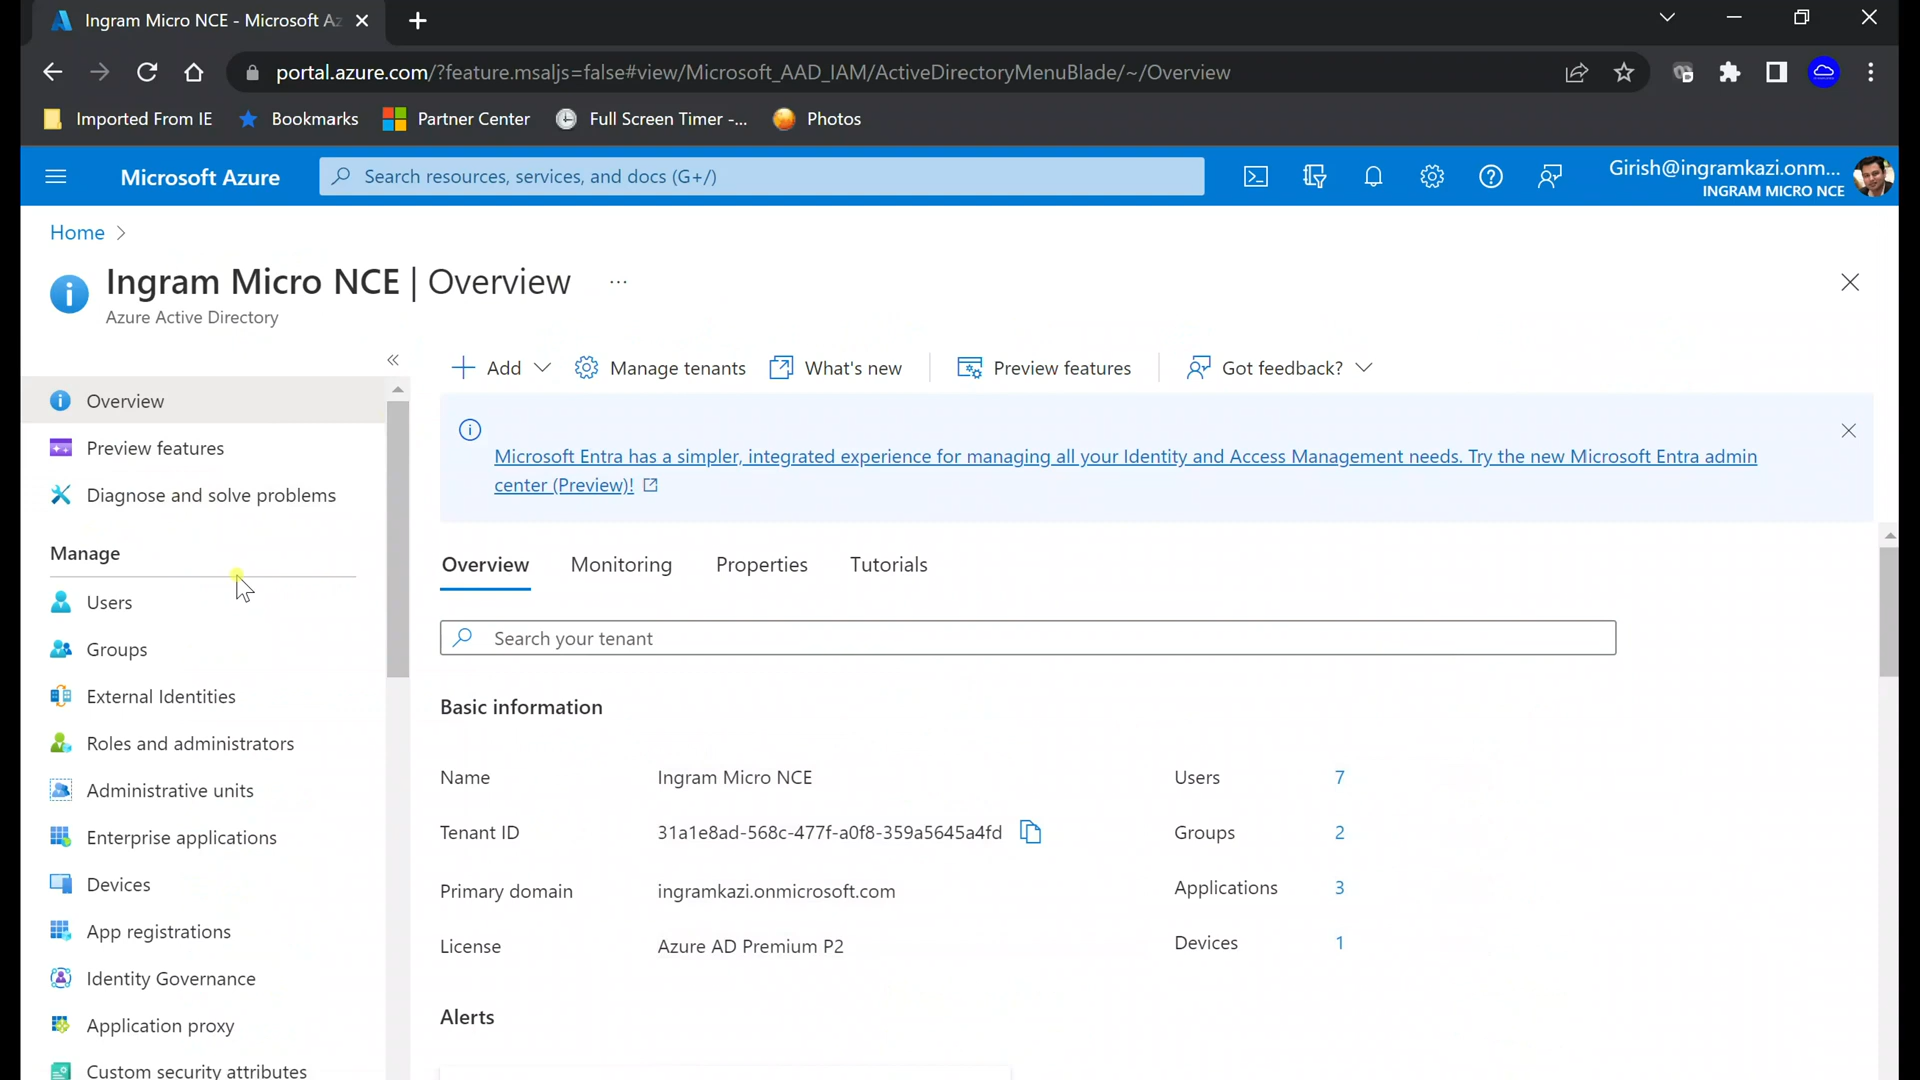 Ingram Micro NCE - Microsoft Az
portal.azure.com/?feature.msaljs=false#view/Microsoft_AAD_IAM/ActiveDirectoryMenuBlade/~/Overview
Imported From IE
Bookmarks
Partner Center
Full Screen Timer -...
Photos
Microsoft Azure
Search resources, services, and docs (G+/)
Girish@ingramkazi.onm...
INGRAM MICRO NCE
Home >
Ingram Micro NCE | Overview ...
Azure Active Directory
Overview
Preview features
Diagnose and solve problems
Manage
Users
Groups
External Identities
Roles and administrators
Administrative units
Enterprise applications
Devices
App registrations
Identity Governance
Application proxy
Custom security attributes
Add
Manage tenants
What's new
Preview features
Got feedback?
Microsoft Entra has a simpler, integrated experience for managing all your Identity and Access Management needs. Try the new Microsoft Entra admin
center (Preview)!
Overview
Monitoring
Properties
Tutorials
Search your tenant
Basic information
Name Ingram Micro NCE
Users 7
Tenant ID 31a1e8ad-568c-477f-a0f8-359a5645a4fd
Groups 2
Primary domain ingramkazi.onmicrosoft.com
Applications 3
License Azure AD Premium P2
Devices 1
Alerts